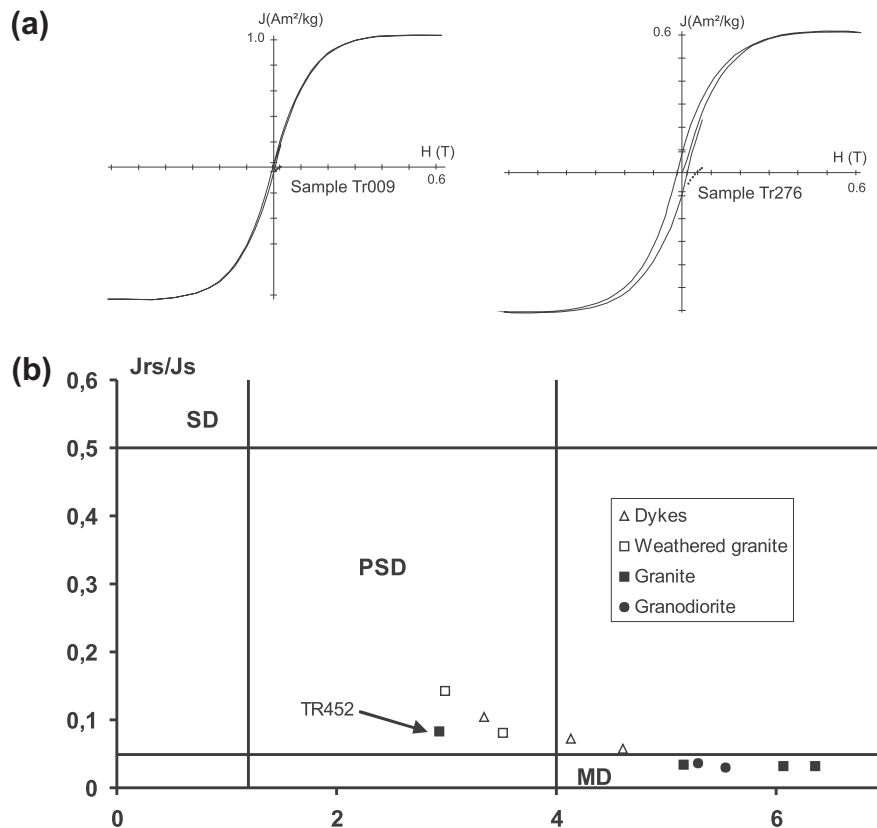 (a)
J(Am²/kg)
1.0
H (T)
0.6
Sample Tr009
J(Am²/kg)
0.6
H (T)
0.6
Sample Tr276
(b)
Jrs/Js
0,6
SD
0,5
Dykes
Weathered granite
Granite
Granodiorite
0,4
PSD
0,3
0,2
TR452
0,1
MD
0
0 2 4 6